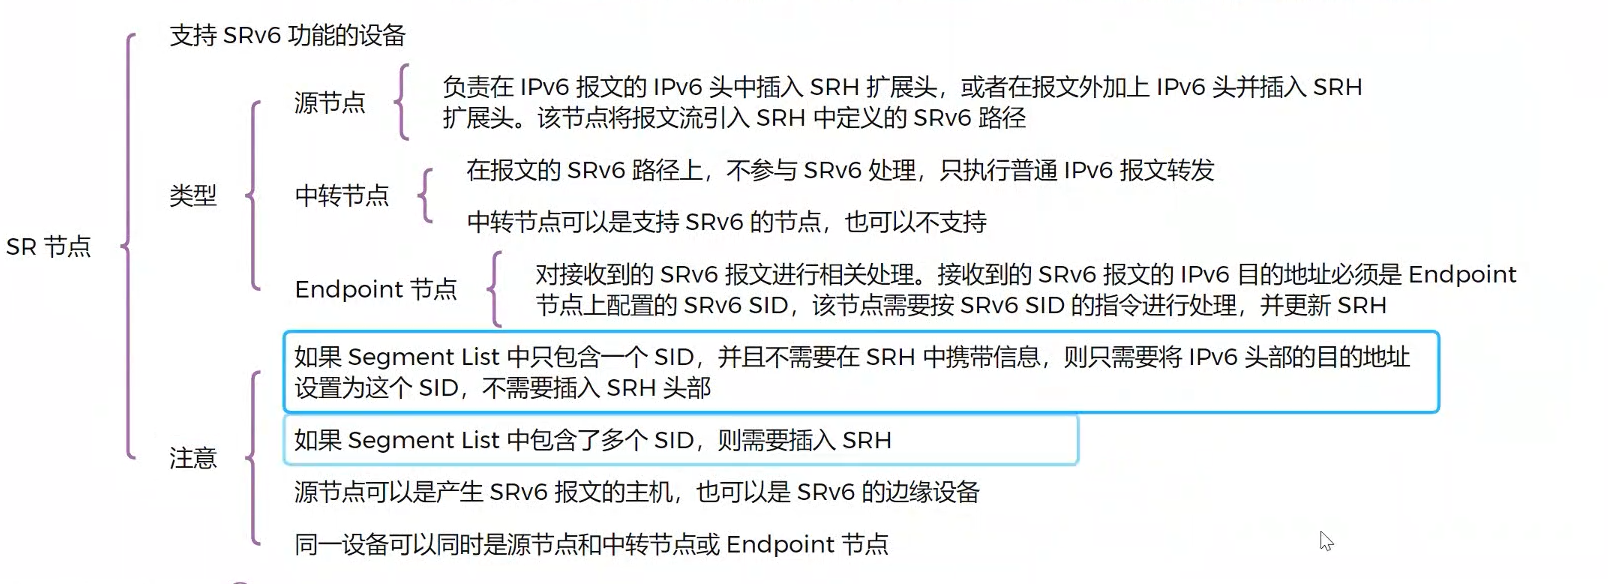 SR 节点
支持 SRv6 功能的设备
类型
源节点
负责在 IPv6 报文的 IPv6 头中插入 SRH 扩展头，或者在报文外加上 IPv6 头并插入 SRH
扩展头。该节点将报文流引入 SRH 中定义的 SRv6 路径
中转节点
在报文的 SRv6 路径上，不参与 SRv6 处理，只执行普通 IPv6 报文转发
中转节点可以是支持 SRv6 的节点，也可以不支持
Endpoint 节点
对接收到的 SRv6 报文进行相关处理。接收到的 SRv6 报文的 IPv6 目的地址必须是 Endpoint
节点上配置的 SRv6 SID，该节点需要按 SRv6 SID 的指令进行处理，并更新 SRH
注意
如果 Segment List 中只包含一个 SID，并且不需要在 SRH 中携带信息，则只需要将 IPv6 头部的目的地址
设置为这个 SID，不需要插入 SRH 头部
如果 Segment List 中包含了多个 SID，则需要插入 SRH
源节点可以是产生 SRv6 报文的主机，也可以是 SRv6 的边缘设备
同一设备可以同时是源节点和中转节点或 Endpoint 节点